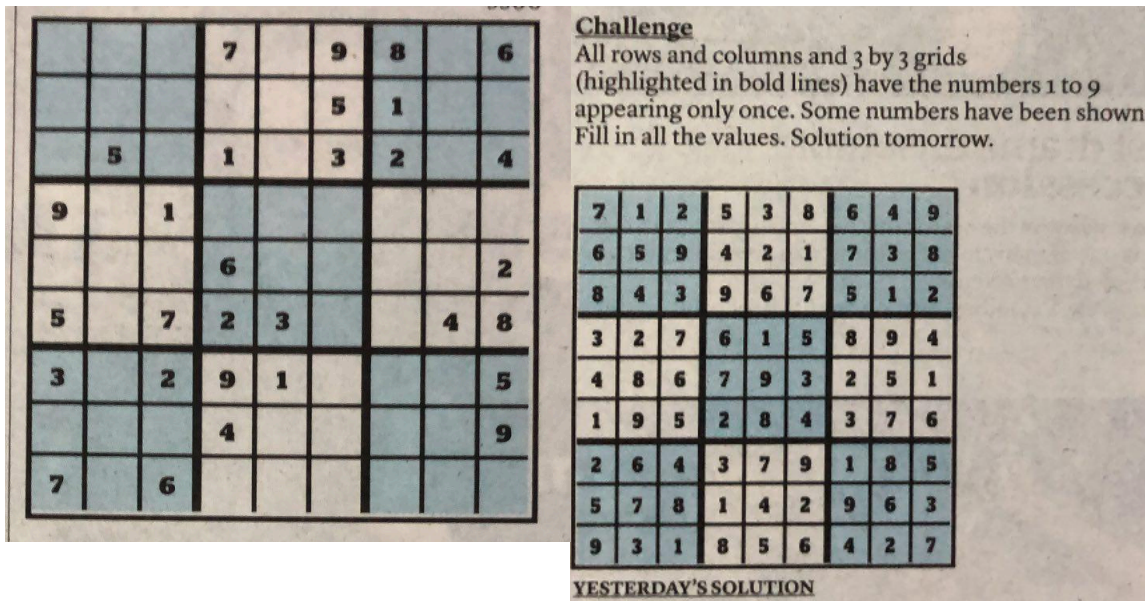 7 9 8 6
5 1
5 1 3 2 4
9 1
6 2
5 7 2 3 4 8
3 2 9 1 5
4 9
7 6
Challenge
All rows and columns and 3 by 3 grids
(highlighted in bold lines) have the numbers 1 to 9
appearing only once. Some numbers have been shown
Fill in all the values. Solution tomorrow.
7 1 2 5 3 8 6 4 9
6 5 9 4 2 1 7 3 8
8 4 3 9 6 7 5 1 2
3 2 7 6 1 5 8 9 4
4 8 6 7 9 3 2 5 1
1 9 5 2 8 4 3 7 6
2 6 4 3 7 9 1 8 5
5 7 8 1 4 2 9 6 3
9 3 1 8 5 6 4 2 7
YESTERDAY'S SOLUTION